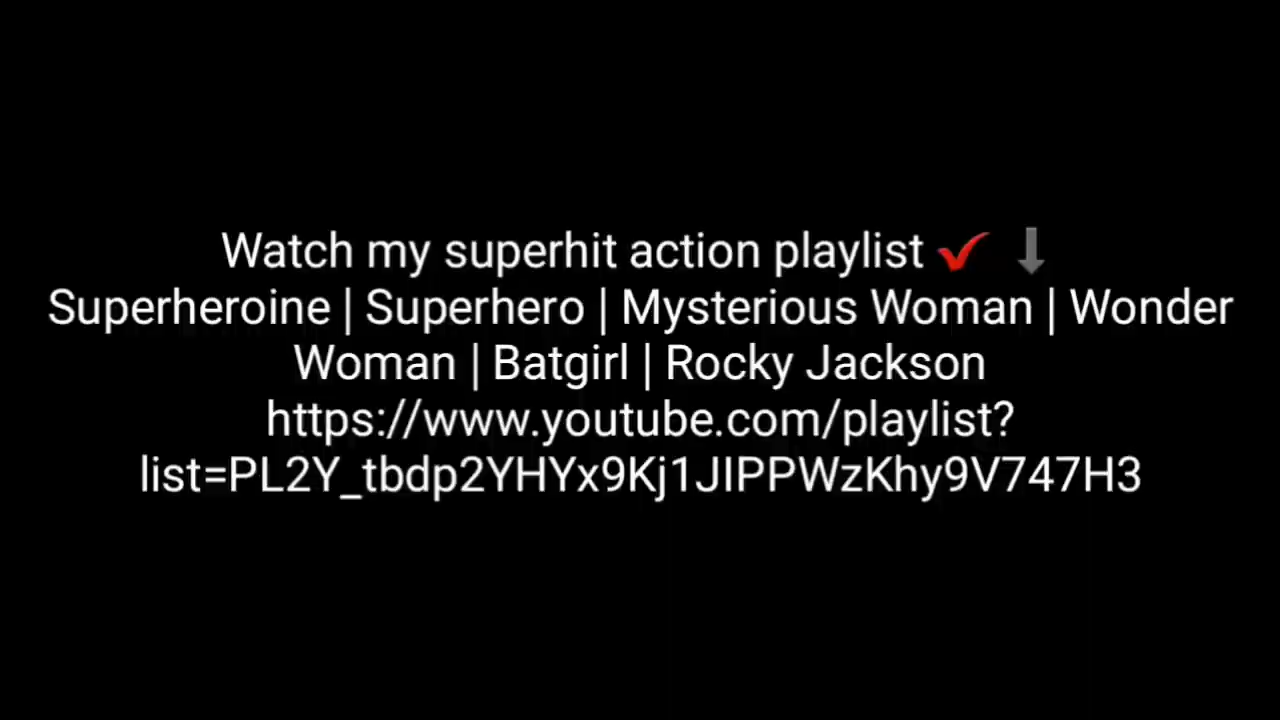 Watch my superhit action playlist ✔ ⬇
Superheroine | Superhero | Mysterious Woman | Wonder
Woman | Batgirl | Rocky Jackson
https://www.youtube.com/playlist?
list=PL2Y_tbdp2YHYx9Kj1JIPPWzKhy9V747H3